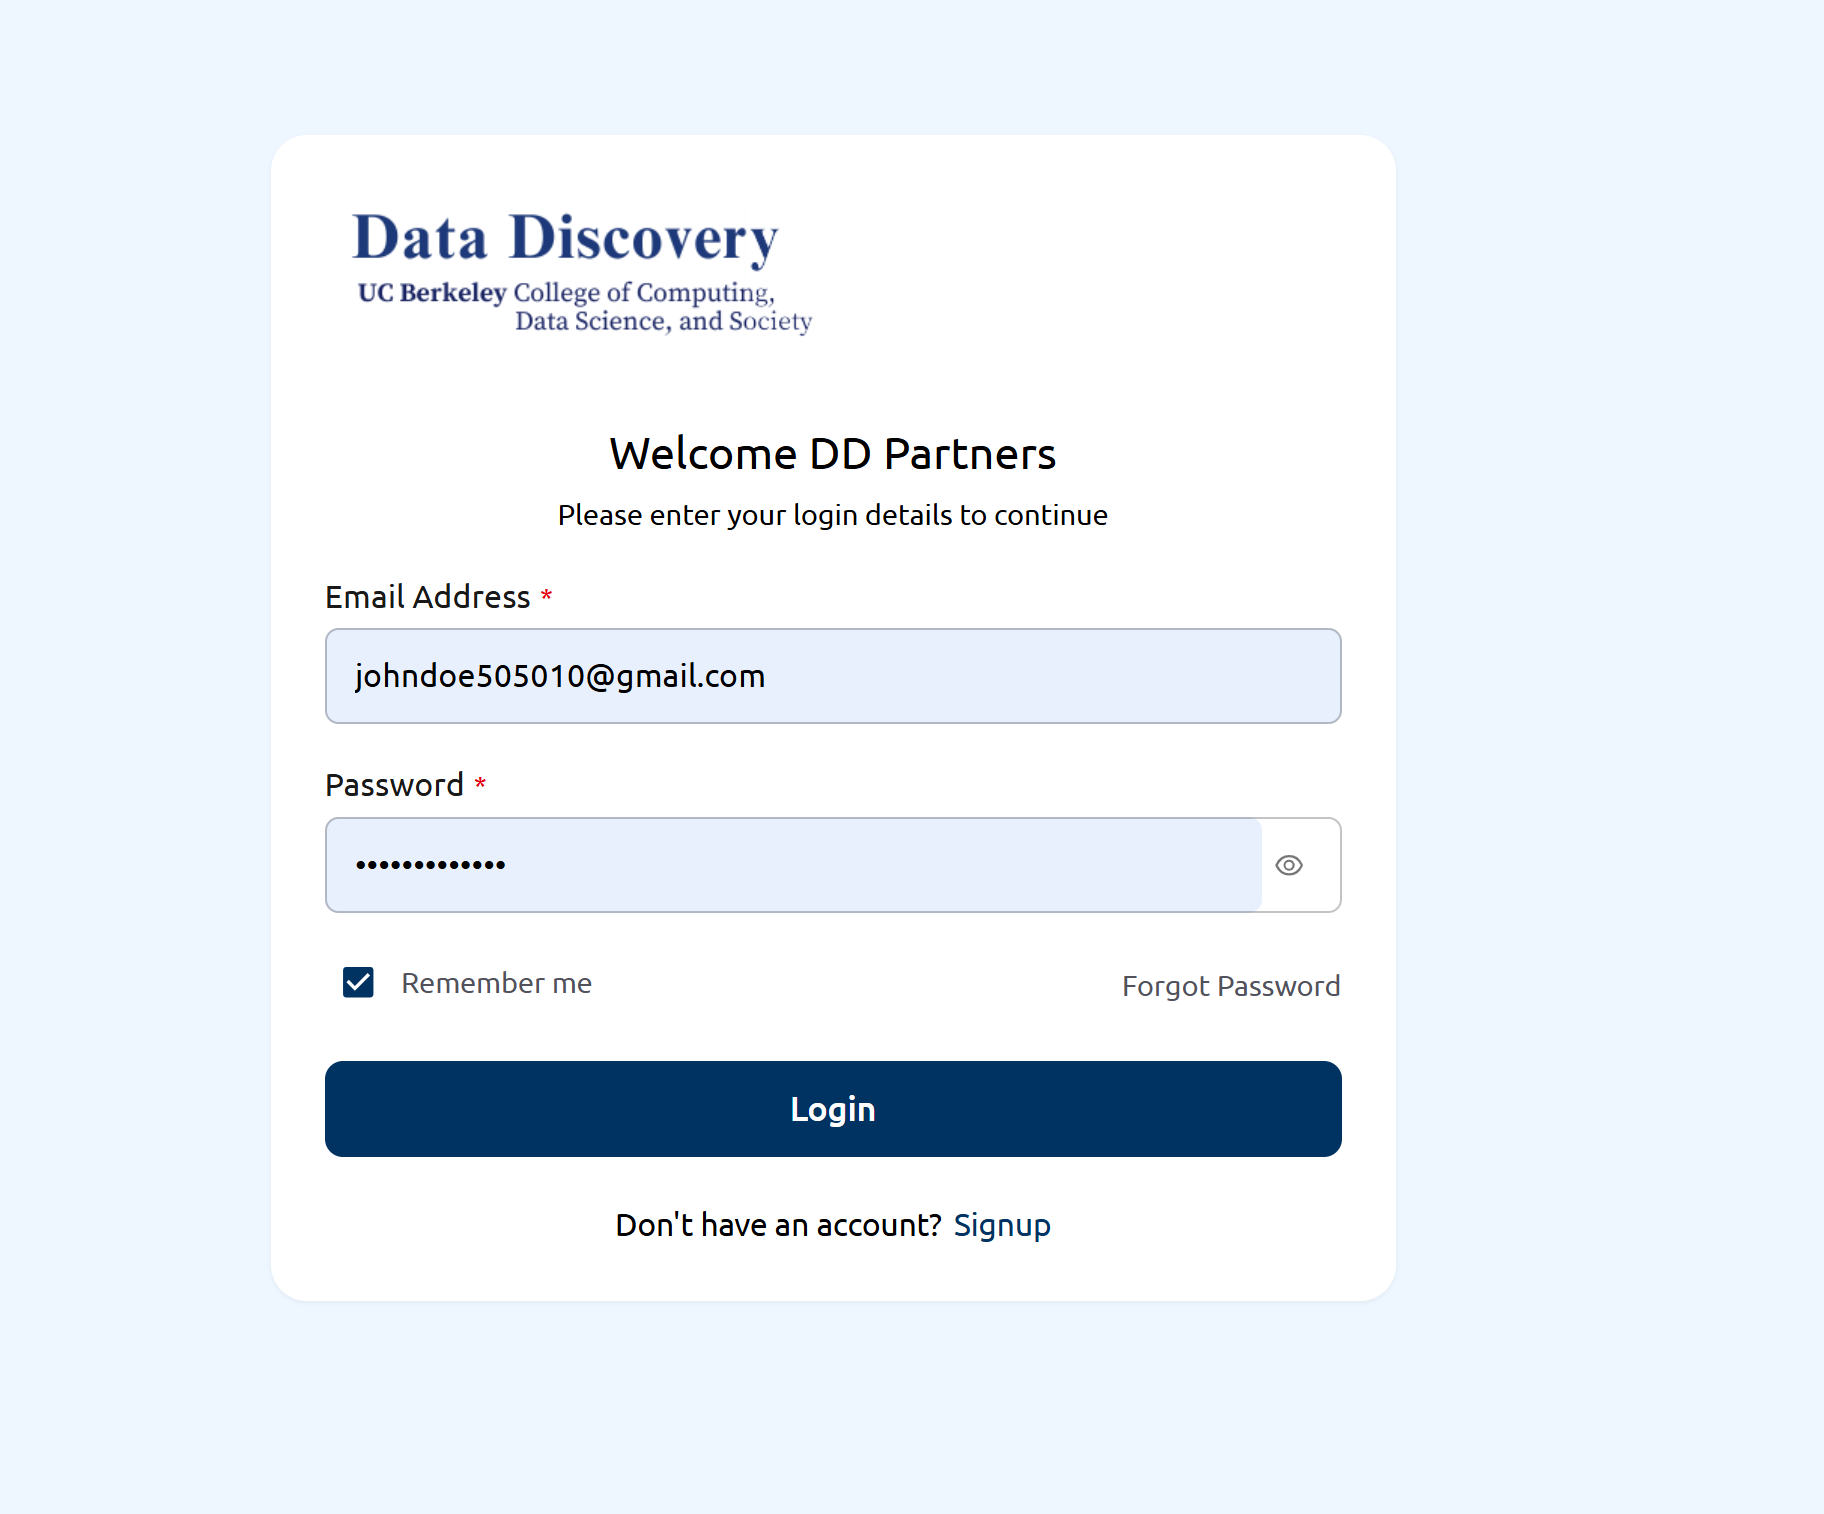 Data Discovery
UC Berkeley College of Computing,
Data Science, and Society
Welcome DD Partners
Please enter your login details to continue
Email Address *
johndoe505010@gmail.com
Password *
•••••••••••••
Remember me
Forgot Password
Login
Don't have an account? Signup